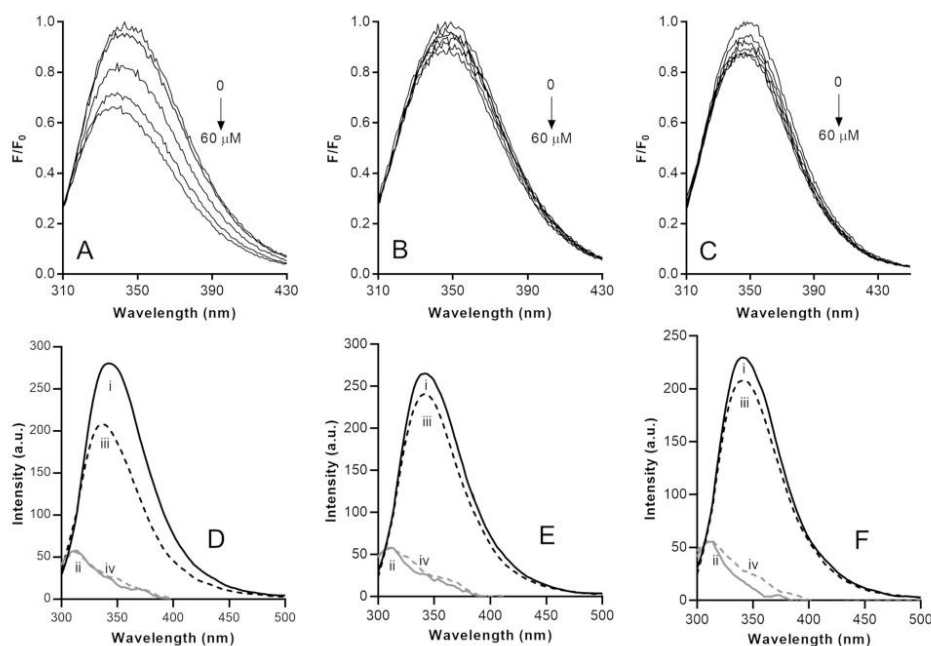 1.0
0.8
0.6
0.4
0.2
0.0
F/F0
0
60 μM
A
310 350 390 430
Wavelength (nm)
1.0
0.8
0.6
0.4
0.2
0.0
F/F0
0
60 μM
B
310 350 390 430
Wavelength (nm)
1.0
0.8
0.6
0.4
0.2
0.0
F/F0
0
60 μM
C
310 350 390 430
Wavelength (nm)
300
250
200
150
100
50
0
Intensity (a.u.)
i
iii
D
ii
iv
300 350 400 450 500
Wavelength (nm)
300
250
200
150
100
50
0
Intensity (a.u.)
i
iii
E
ii
iv
300 350 400 450 500
Wavelength (nm)
250
200
150
100
50
0
Intensity (a.u.)
i
iii
F
ii
iv
300 350 400 450 500
Wavelength (nm)